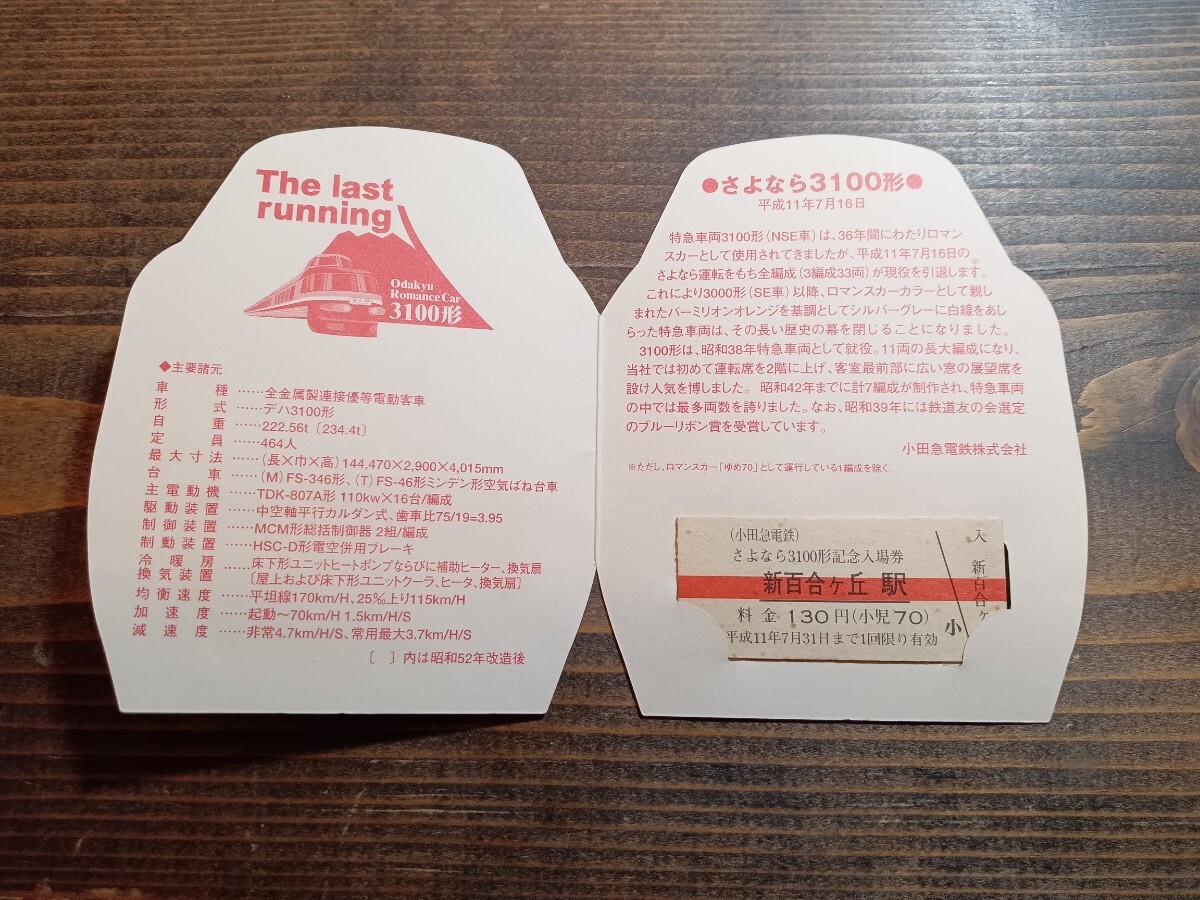 The last
running
Odakyu
Romance Car
3100形
◆主要諸元
車種……全金属製連接優等電動客車
形式……デハ3100形
自重……222.56t〔234.4t〕
定員……464人
最大寸法……(長×巾×高)144,470×2,900×4,015mm
台車……(M)FS-346形、(T)FS-46形ミンデン形空気ばね台車
主電動機……TDK-807A形 110kw×16台/編成
駆動装置……中空軸平行カルダン式、歯車比75/19=3.95
制御装置……MCM形総括制御器 2組/編成
制動装置……HSC-D形電空併用ブレーキ
冷暖房……床下形ユニットヒートポンプならびに補助ヒーター、換気扇
換気装置 〔屋上および床下形ユニットクーラ、ヒータ、換気扇〕
均衡速度……平坦線170km/H、25‰上り115km/H
加速度……起動〜70km/H 1.5km/H/S
減速度……非常4.7km/H/S、常用最大3.7km/H/S
〔 〕内は昭和52年改造後
●さよなら3100形●
平成11年7月16日
特急車両3100形(NSE車)は、36年間にわたりロマン
スカーとして使用されてきましたが、平成11年7月16日の
さよなら運転をもち全編成(3編成33両)が現役を引退します。
これにより3000形(SE車)以降、ロマンスカーカラーとして親し
まれたバーミリオンオレンジを基調としてシルバーグレーに白線をあし
らった特急車両は、その長い歴史の幕を閉じることになりました。
3100形は、昭和38年特急車両として就役。11両の長大編成になり、
当社では初めて運転席を2階に上げ、客室最前部に広い窓の展望席を
設け人気を博しました。昭和42年までに計7編成が制作され、特急車両
の中では最多両数を誇りました。なお、昭和39年には鉄道友の会選定
のブルーリボン賞を受賞しています。
小田急電鉄株式会社
※ただし、ロマンスカー「ゆめ70」として運行している1編成を除く。
(小田急電鉄)
さよなら3100形記念入場券
新百合ヶ丘 駅
料金 130円(小児70)
平成11年7月31日まで1回限り有効
小
入
新百合ヶ